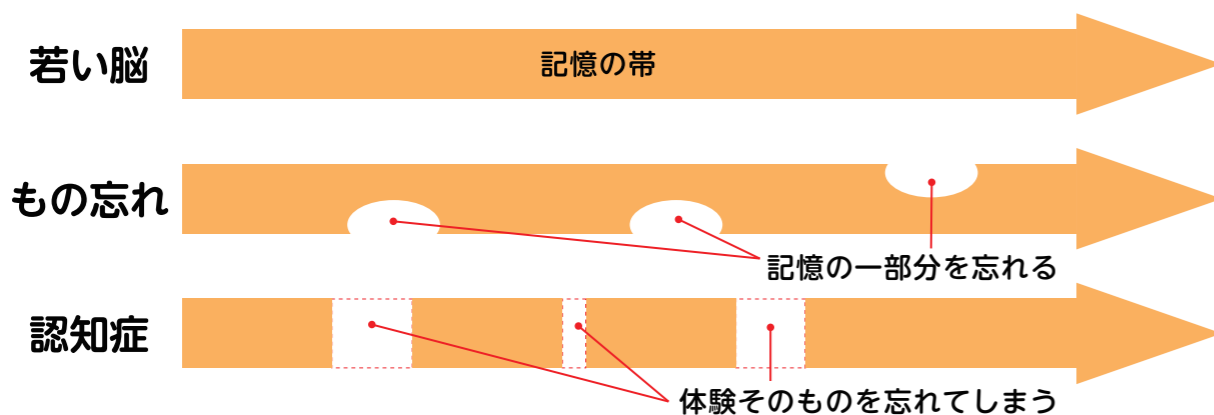 若い脳
記憶の帯
もの忘れ
記憶の一部分を忘れる
認知症
体験そのものを忘れてしまう